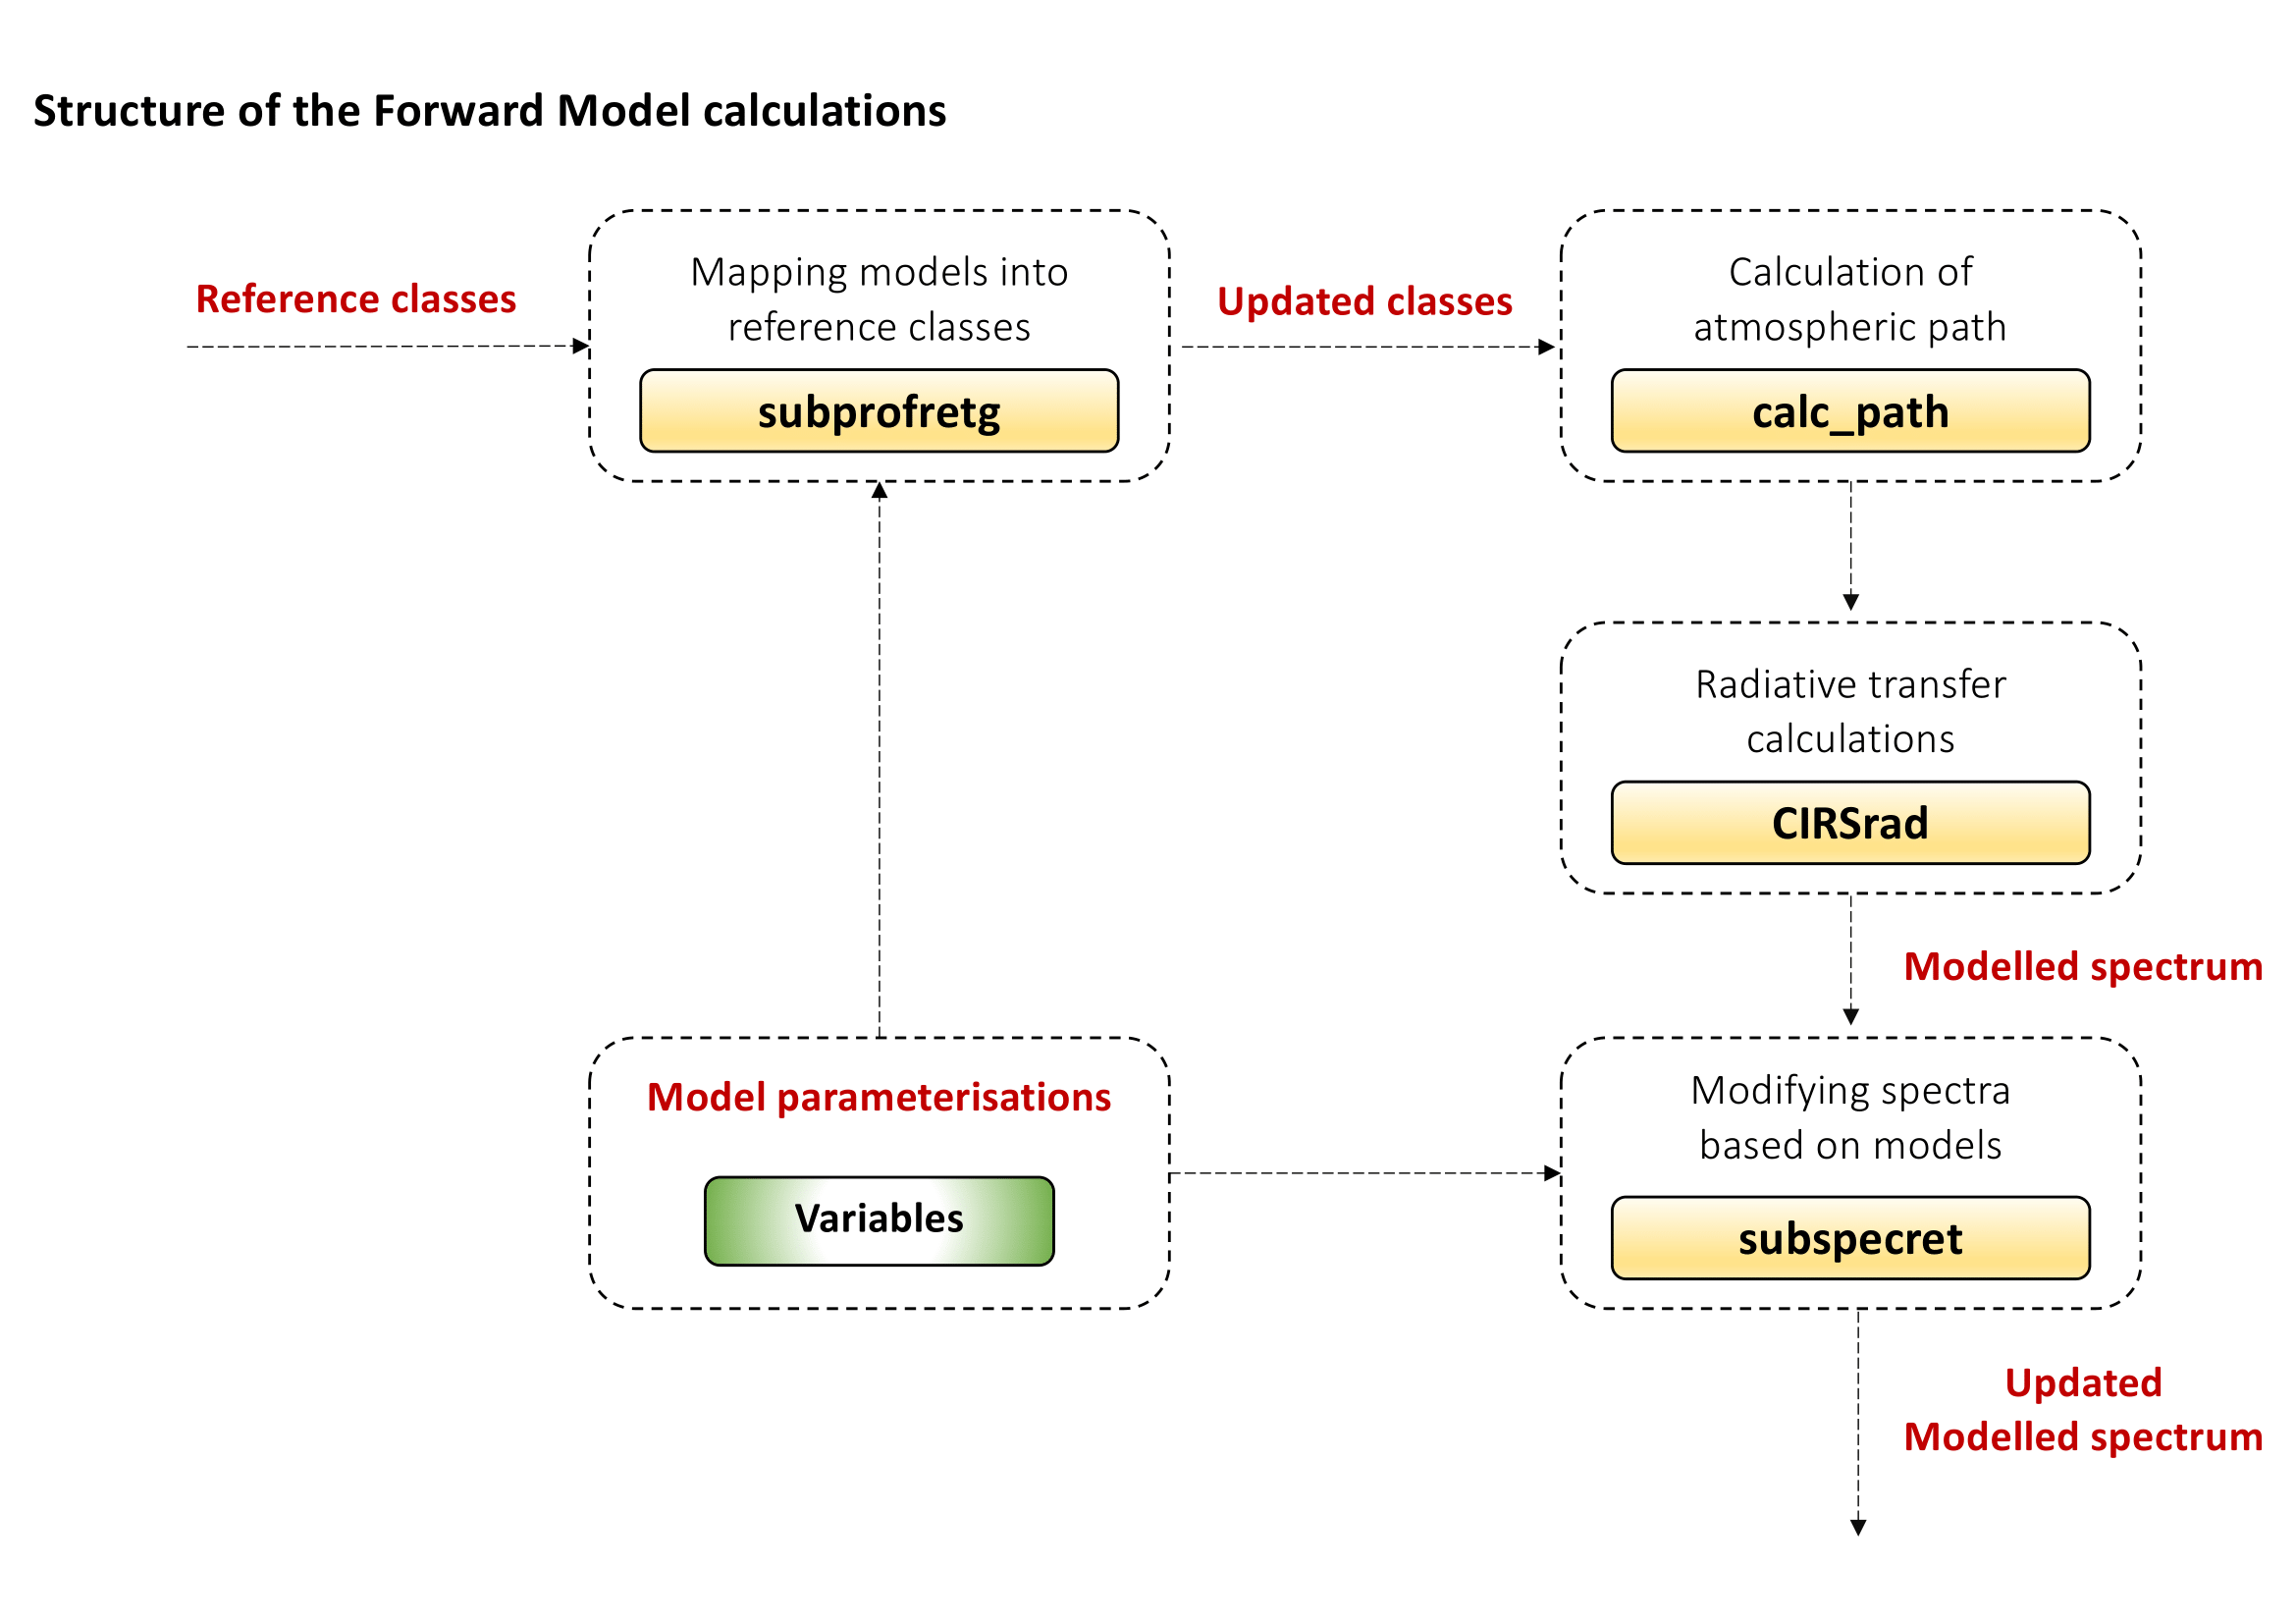 Structure of the Forward Model calculations
Reference classes
Mapping models into
reference classes
subprofretg
Updated classes
Calculation of
atmospheric path
calc_path
Radiative transfer
calculations
CIRSrad
Modelled spectrum
Model parameterisations
Variables
Modifying spectra
based on models
subspecret
Updated
Modelled spectrum